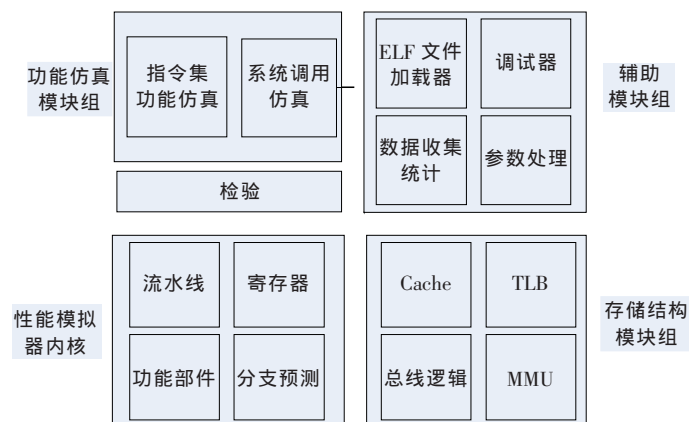 功能仿真
模块组
指令集
功能仿真
系统调用
仿真
检验
ELF 文件
加载器
调试器
数据收集
统计
参数处理
辅助
模块组
性能模拟
器内核
流水线
寄存器
功能部件
分支预测
Cache
TLB
总线逻辑
MMU
存储结构
模块组